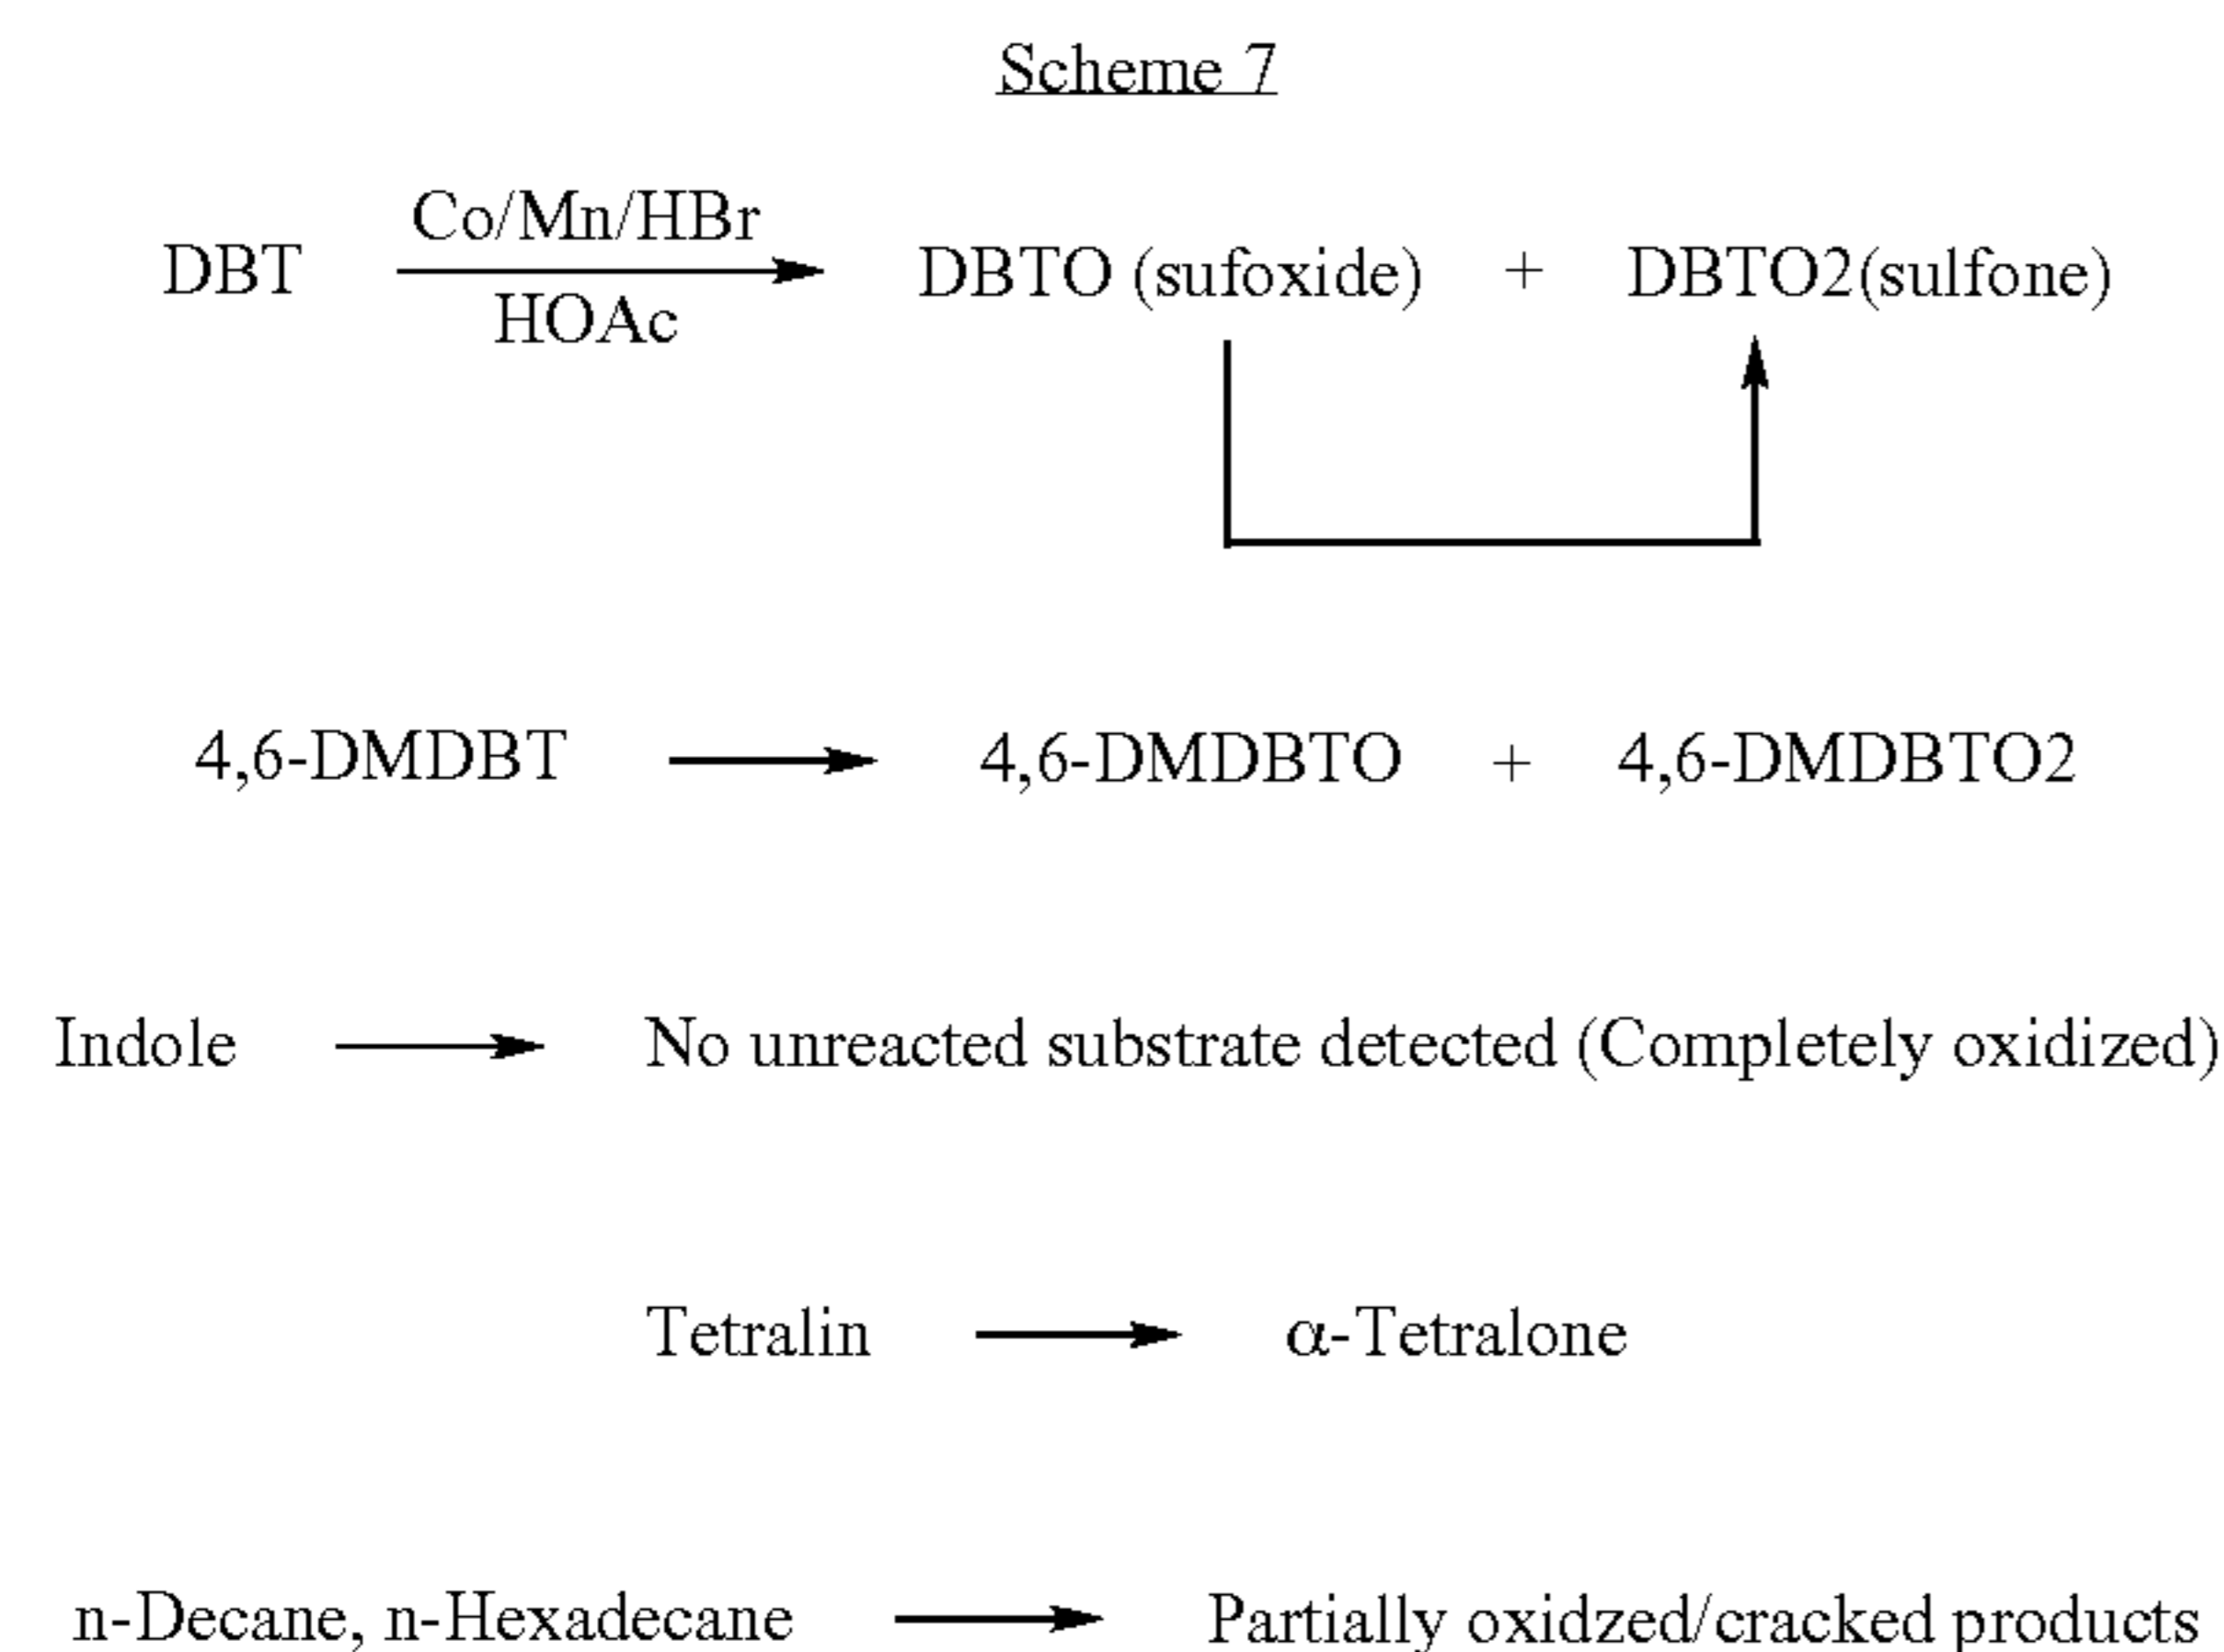 Scheme 7
Co/Mn/HBr
DBT DBTO (sufoxide) + DBTO2(sulfone)
HOAc
4,6-DMDBT 4,6-DMDBTO + 4,6-DMDBTO2
Indole No unreacted substrate detected (Completely oxidized)
Tetralin α-Tetralone
n-Decane, n-Hexadecane Partially oxidzed/cracked products